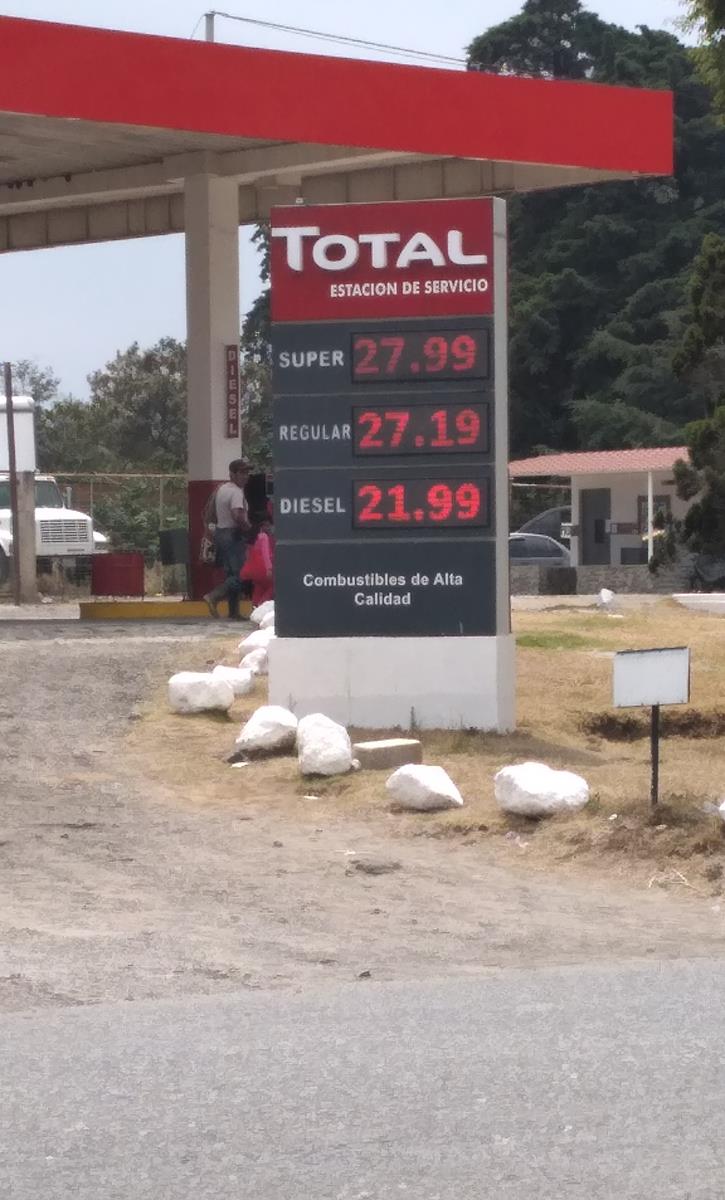 TOTAL
ESTACION DE SERVICIO
SUPER 27.99
REGULAR 27.19
DIESEL 21.99
Combustibles de Alta
Calidad
DIESEL